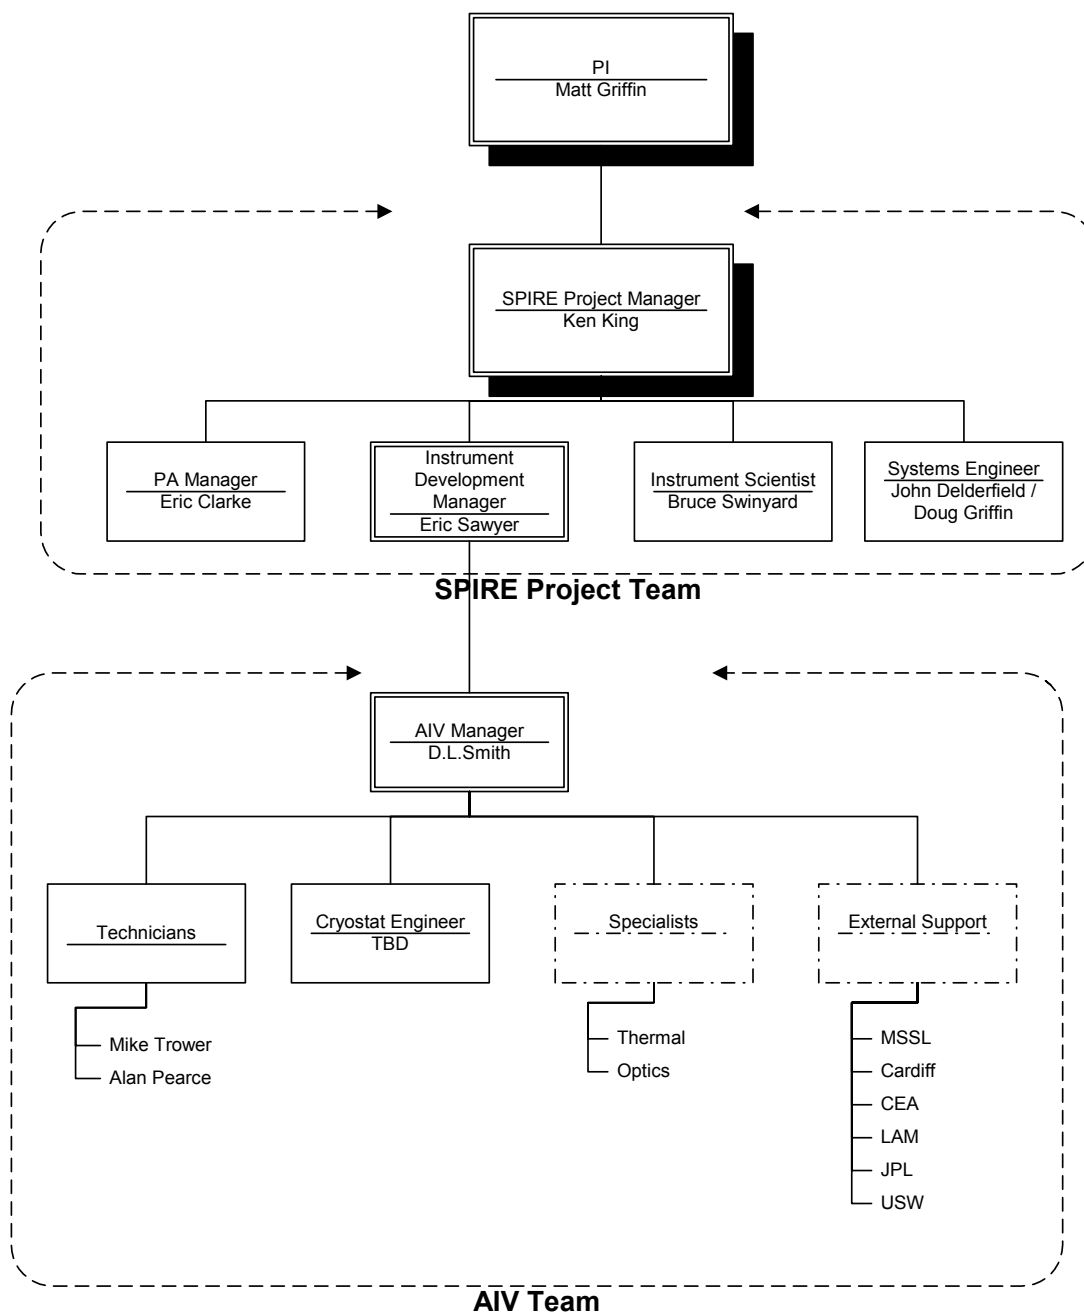 PI
Matt Griffin
SPIRE Project Manager
Ken King
PA Manager
Eric Clarke
Instrument
Development
Manager
Eric Sawyer
Instrument Scientist
Bruce Swinyard
Systems Engineer
John Delderfield /
Doug Griffin
SPIRE Project Team
AIV Manager
D.L.Smith
Technicians
Mike Trower
Alan Pearce
Cryostat Engineer
TBD
Specialists
Thermal
Optics
External Support
MSSL
Cardiff
CEA
LAM
JPL
USW
AIV Team